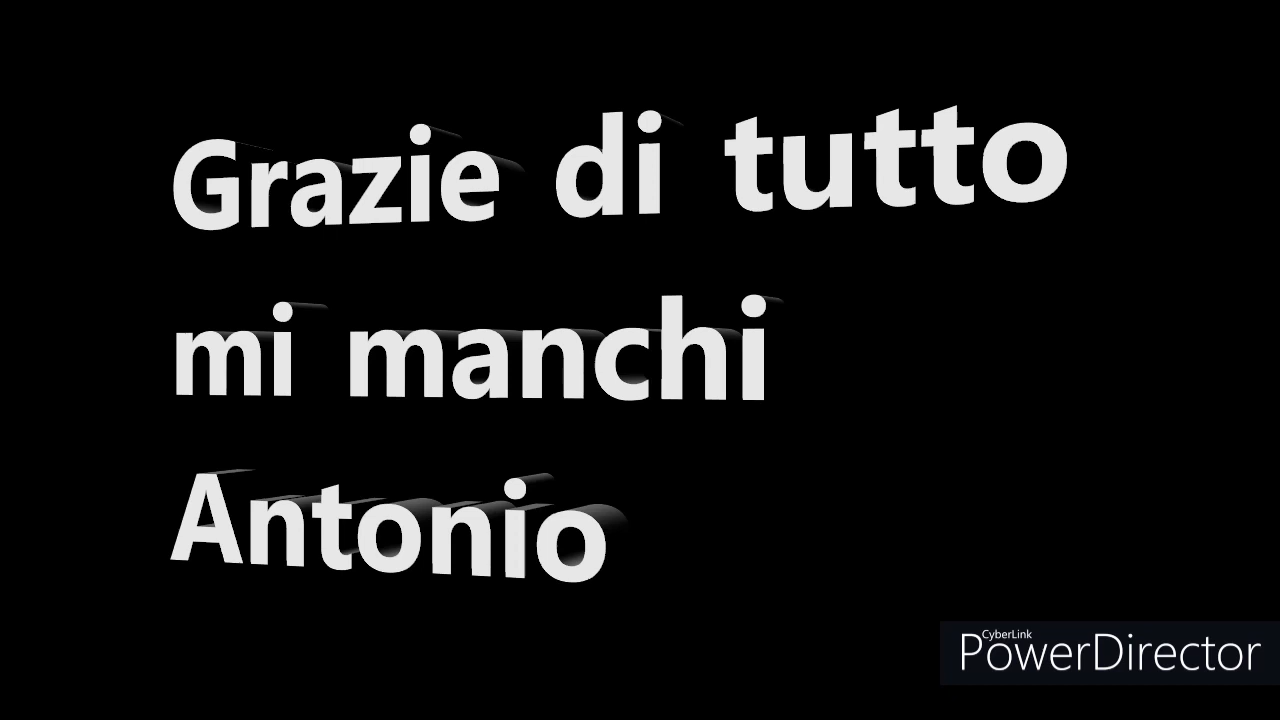 Grazie di tutto
mi manchi
Antonio
CyberLink
PowerDirector